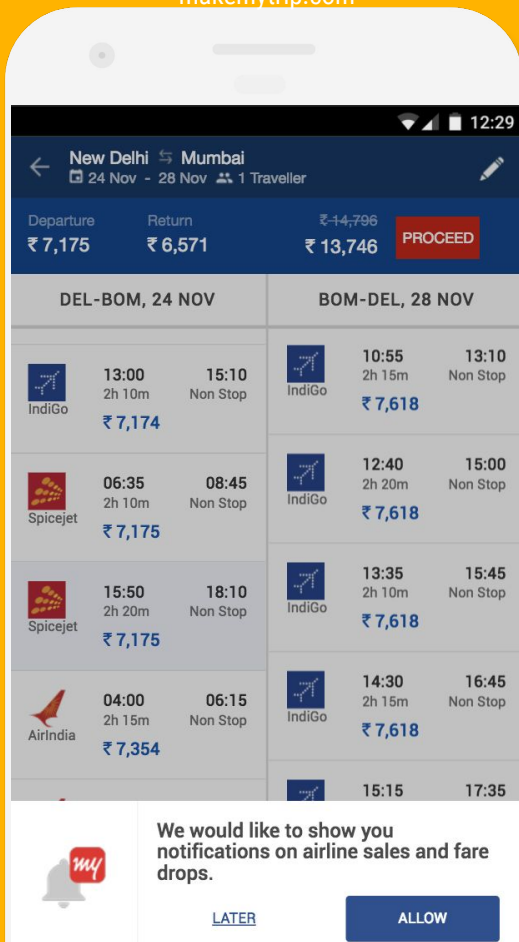 makemytrip.com
12:29
New Delhi ⇆ Mumbai
24 Nov - 28 Nov 1 Traveller
Departure Return ₹ 14,796
₹ 7,175 ₹ 6,571 ₹ 13,746 PROCEED
DEL-BOM, 24 NOV
13:00 15:10
2h 10m Non Stop
IndiGo
₹ 7,174
06:35 08:45
2h 10m Non Stop
Spicejet
₹ 7,175
15:50 18:10
2h 20m Non Stop
Spicejet
₹ 7,175
04:00 06:15
2h 15m Non Stop
AirIndia
₹ 7,354
BOM-DEL, 28 NOV
10:55 13:10
2h 15m Non Stop
IndiGo
₹ 7,618
12:40 15:00
2h 20m Non Stop
IndiGo
₹ 7,618
13:35 15:45
2h 10m Non Stop
IndiGo
₹ 7,618
14:30 16:45
2h 15m Non Stop
IndiGo
₹ 7,618
15:15 17:35
my
We would like to show you
notifications on airline sales and fare
drops.
LATER ALLOW